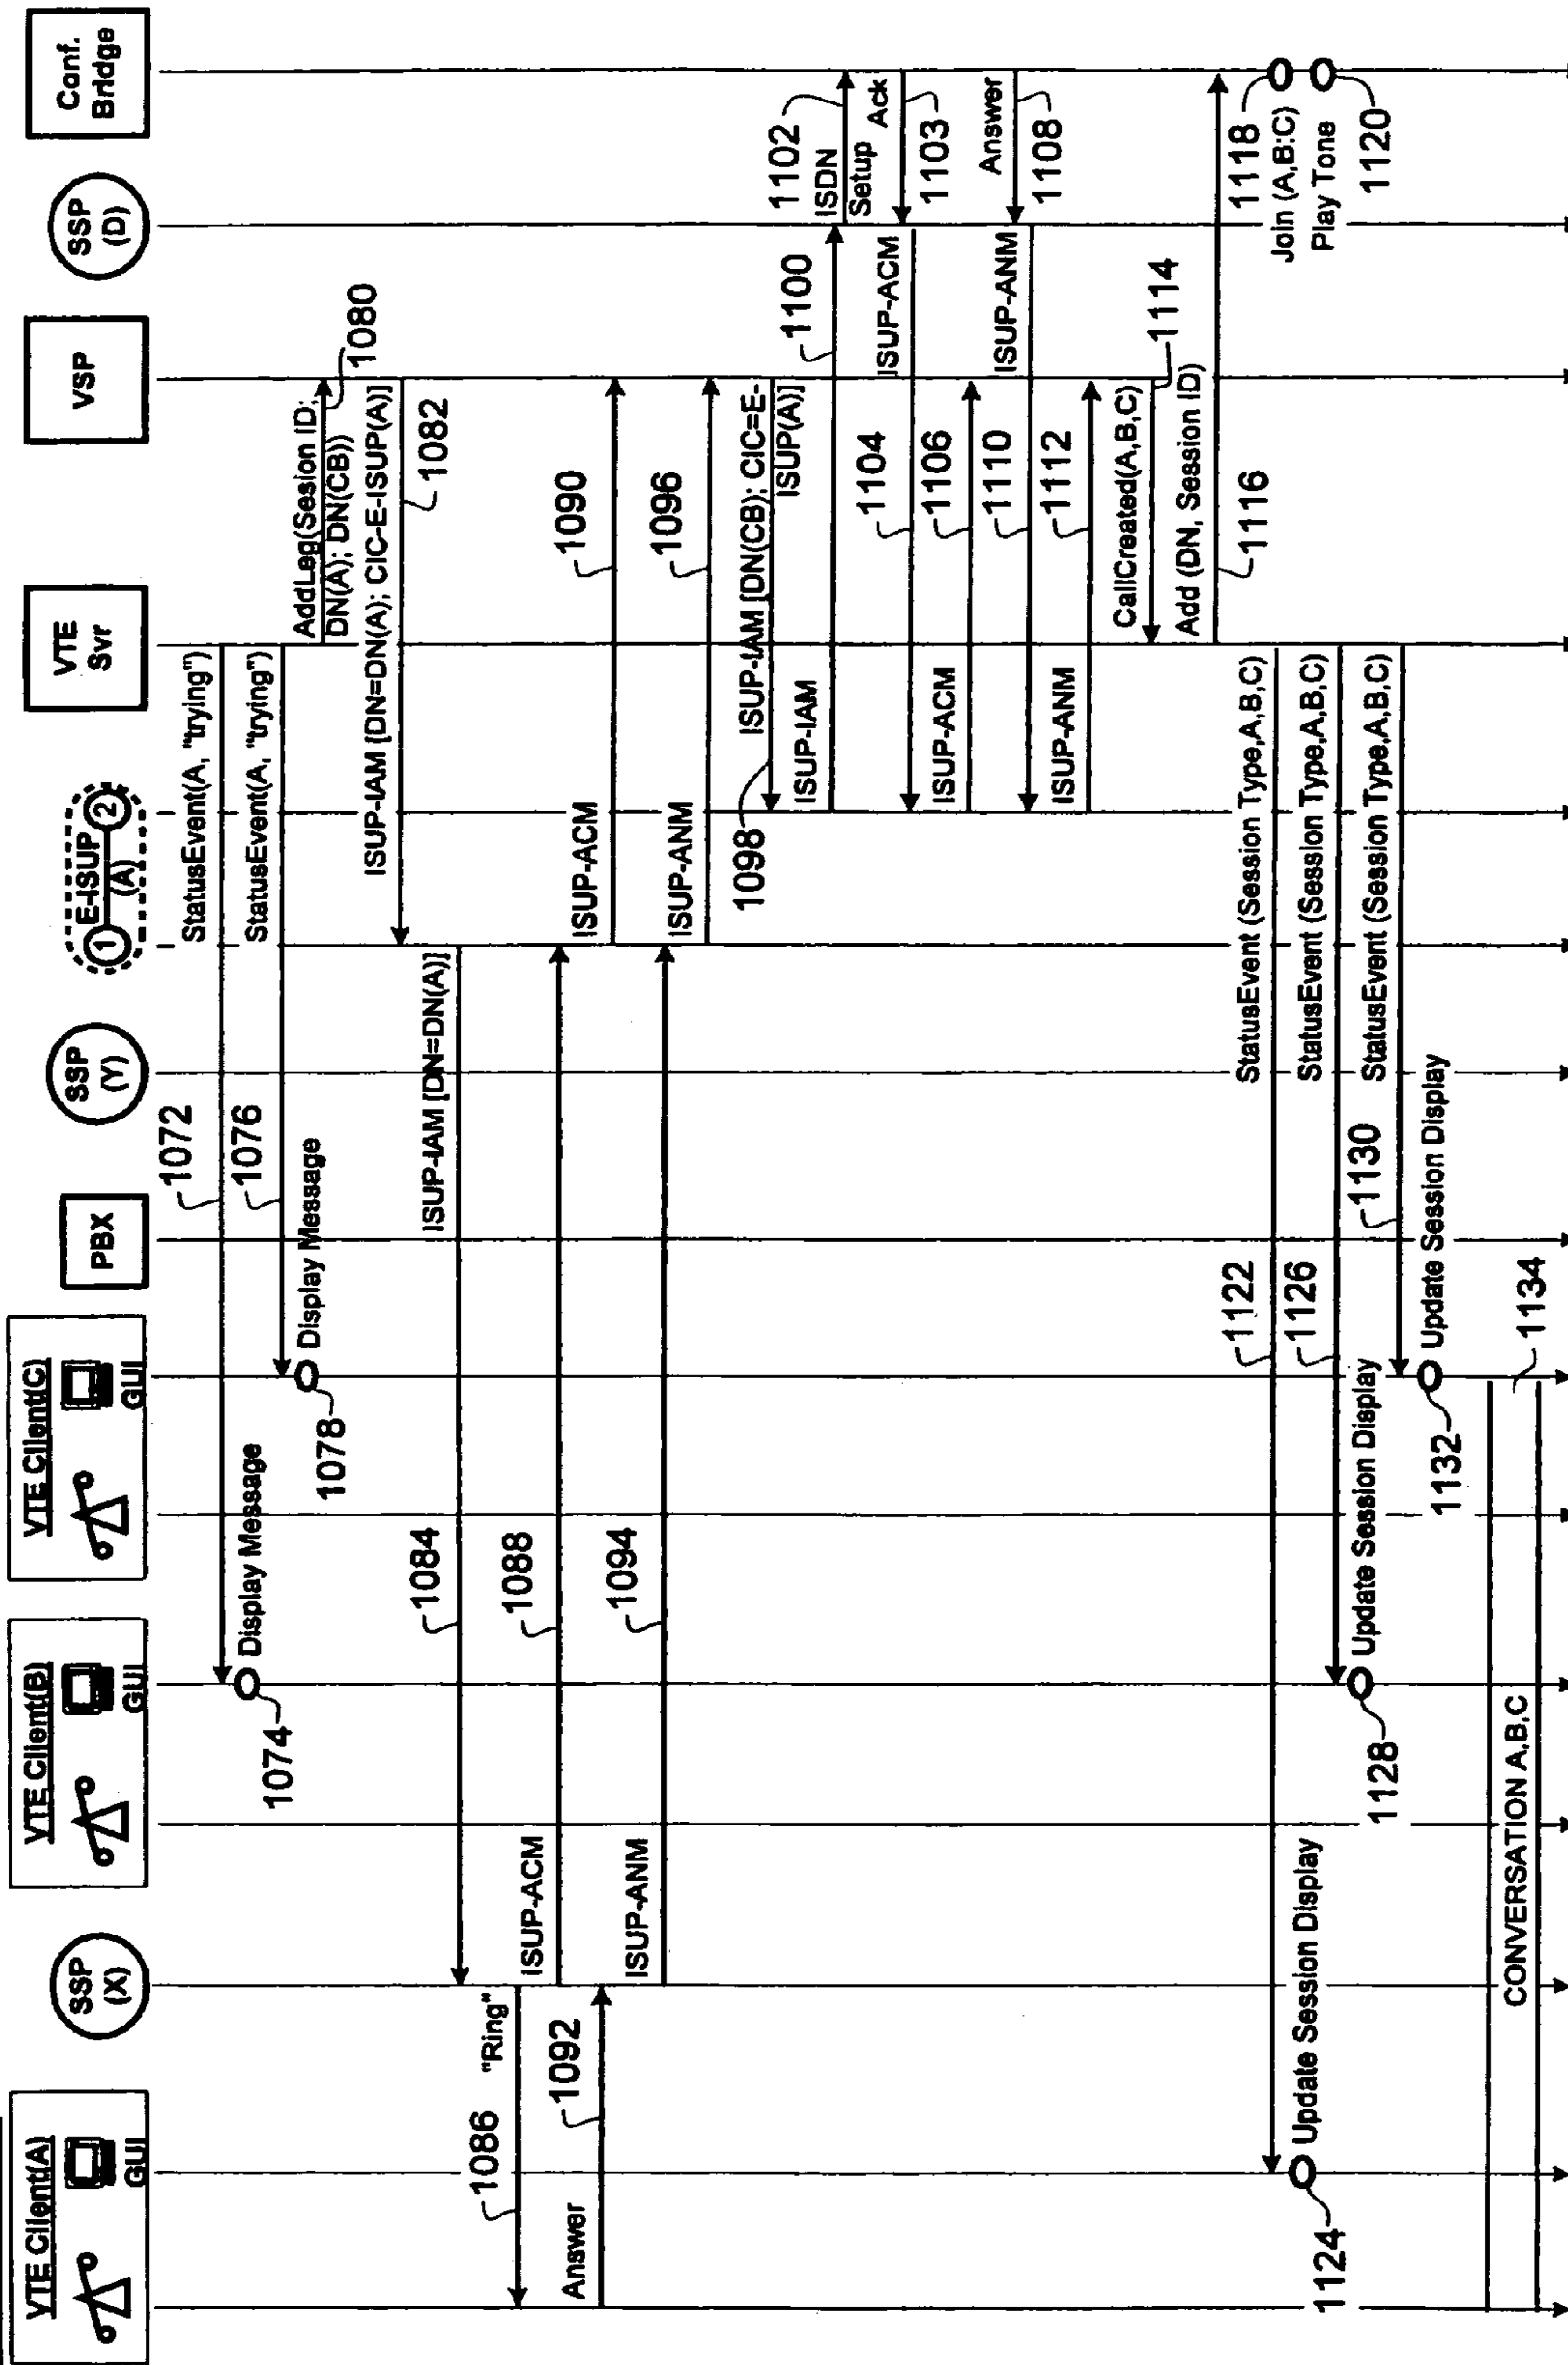 VTE Client(A)
GUI
SSP
(X)
VTE Client(B)
GUI
VTE Client(C)
GUI
PBX
SSP
(Y)
1
E-ISUP
(A)
2
VTE
Svr
VSP
SSP
(D)
Conf.
Bridge
StatusEvent(A, "trying")
1072
Display Message
1074
StatusEvent(A, "trying")
1076
Display Message
1078
AddLeg(Sesion ID;
DN(A); DN(CB))
1080
ISUP-IAM [DN=DN(A); CIC-E-ISUP(A)]
1082
ISUP-IAM [DN=DN(A)]
1084
"Ring"
1086
ISUP-ACM
1088
ISUP-ACM
1090
Answer
1092
ISUP-ANM
1094
ISUP-ANM
1096
ISUP-IAM [DN(CB); CIC=E-
ISUP(A)]
1098
ISUP-IAM
1100
1102
ISDN
Setup
Ack
1103
ISUP-ACM
1104
ISUP-ACM
1106
Answer
1108
ISUP-ANM
1110
ISUP-ANM
1112
CallCreated(A,B,C)
1114
Add (DN, Session ID)
1116
1118
Join (A,B:C)
Play Tone
1120
StatusEvent (Session Type,A,B,C)
1122
Update Session Display
1124
StatusEvent (Session Type,A,B,C)
1126
Update Session Display
1128
StatusEvent (Session Type,A,B,C)
1130
Update Session Display
1132
CONVERSATION A,B,C
1134